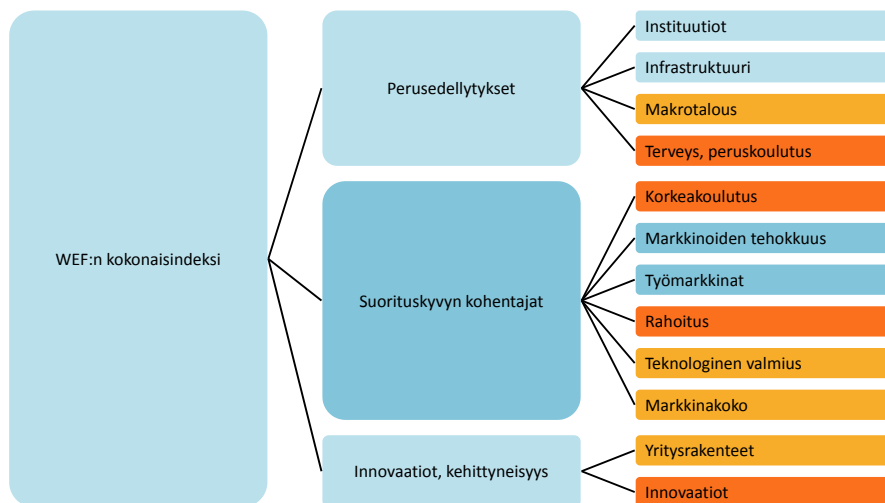 WEF:n kokonaisindeksi
Perusedellytykset
Instituutiot
Infrastruktuuri
Makrotalous
Terveys, peruskoulutus
Suorituskyvyn kohentajat
Korkeakoulutus
Markkinoiden tehokkuus
Työmarkkinat
Rahoitus
Teknologinen valmius
Markkinakoko
Innovaatiot, kehittyneisyys
Yritysrakenteet
Innovaatiot